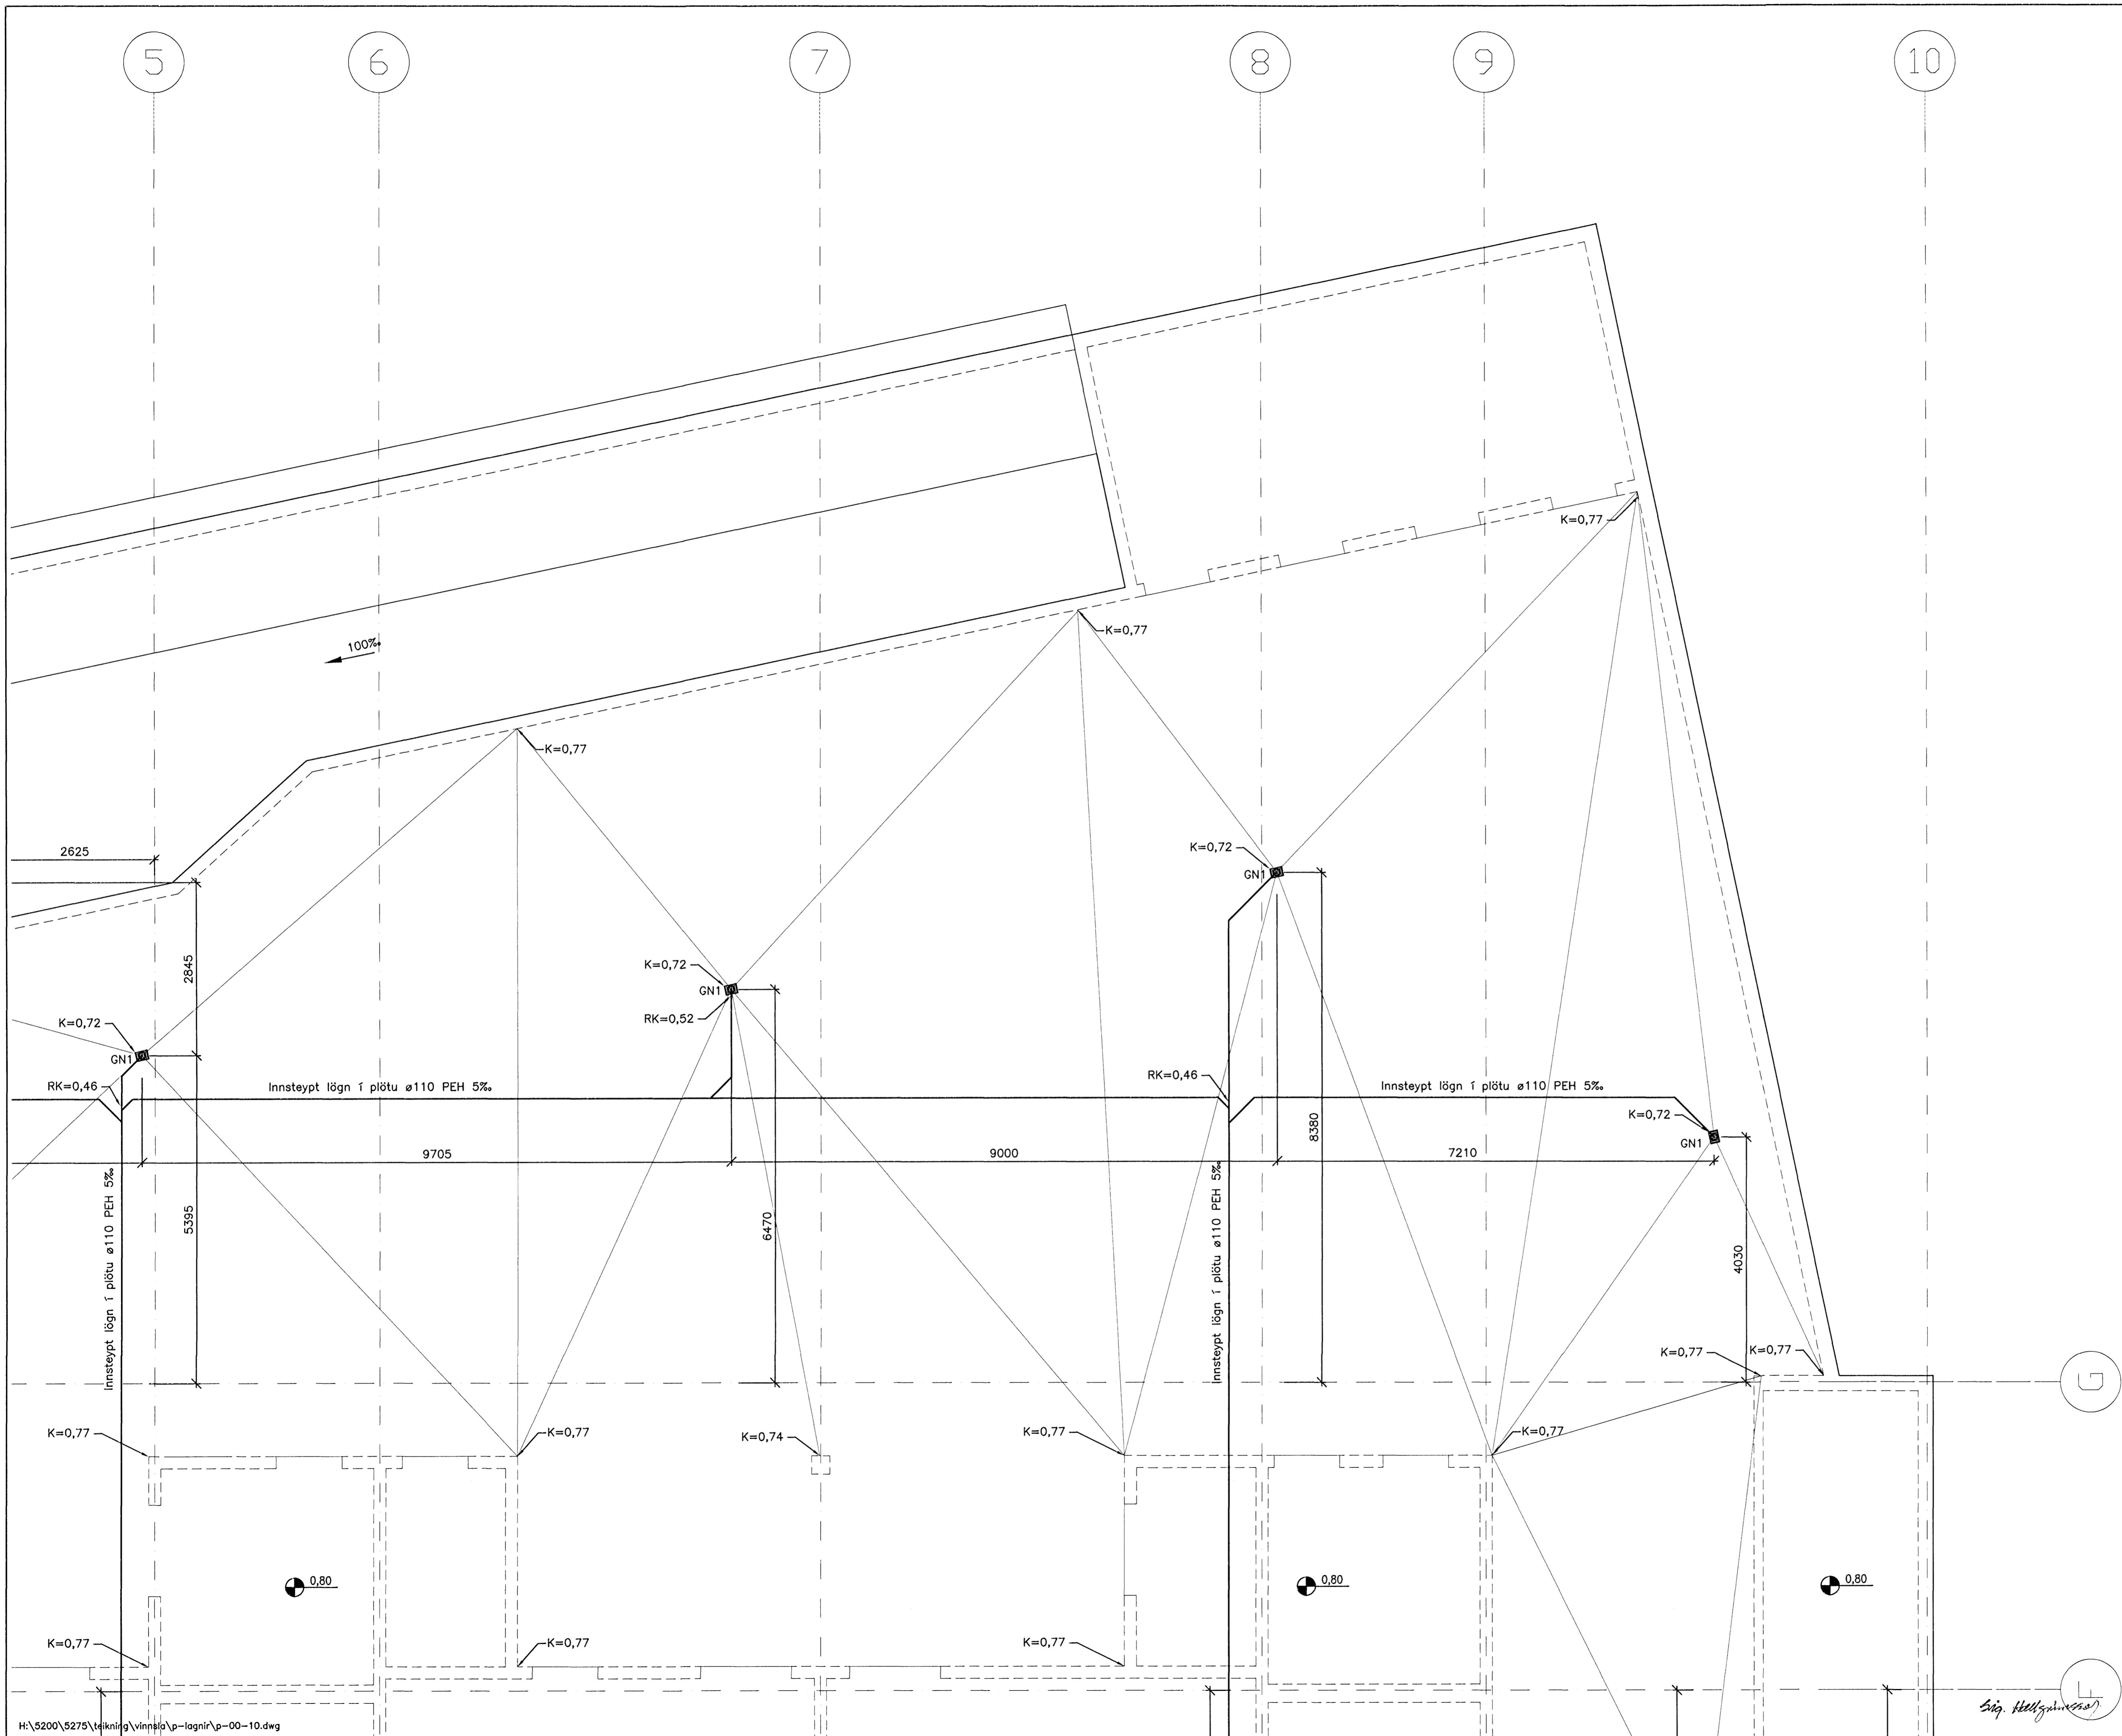 5 6 7 8 9 10
K=0,77
K=0,77
100‰
K=0,77
2625
K=0,72
GN1
2845
K=0,72
GN1
RK=0,52
K=0,72
GN1
RK=0,46
Innsteypt lögn í plötu ø110 PEH 5‰
RK=0,46
Innsteypt lögn í plötu ø110 PEH 5‰
K=0,72
GN1
8380
9705
9000
7210
Innsteypt lögn í plötu ø110 PEH 5‰
5395
6470
Innsteypt lögn í plötu ø110 PEH 5‰
4030
K=0,77
K=0,77
G
K=0,77
K=0,77
K=0,74
K=0,77
K=0,77
0,80
0,80
0,80
K=0,77
K=0,77
K=0,77
F
H:\5200\5275\teikning\vinnsla\p-lagnir\p-00-10.dwg
Sig.